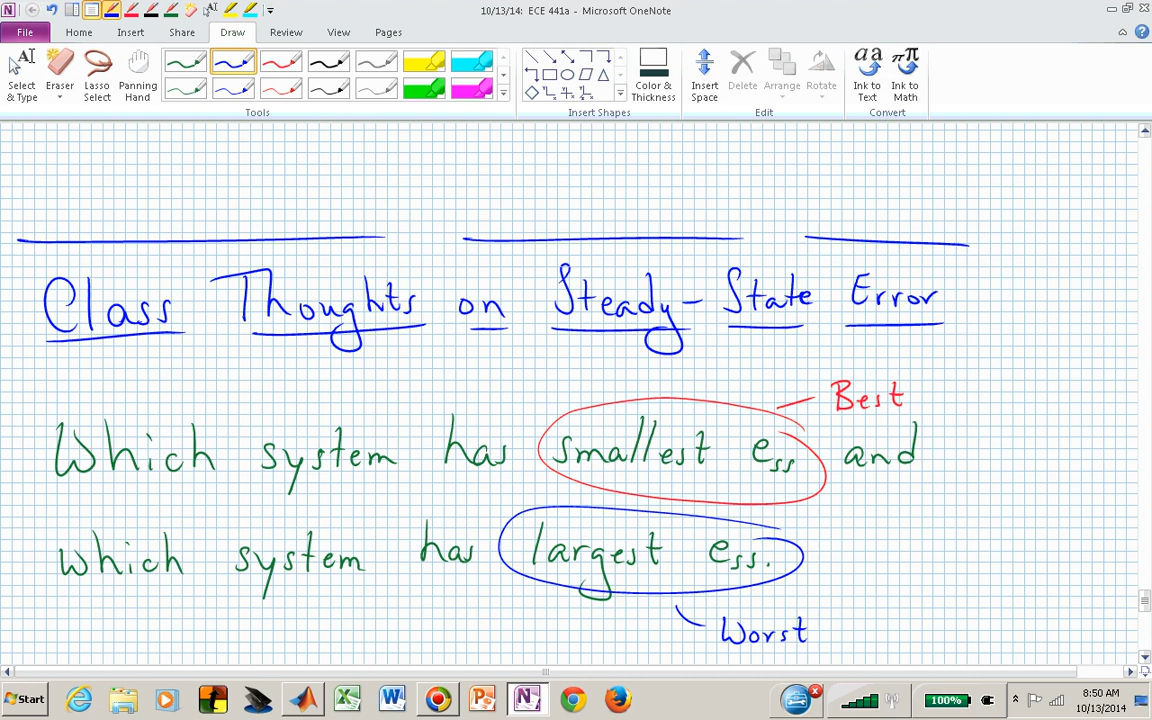 10/13/14: ECE 441a - Microsoft OneNote
File Home Insert Share Draw Review View Pages
Select & Type Eraser Lasso Select Panning Hand Color & Thickness Insert Space Delete Arrange Rotate Ink to Text Ink to Math
Tools Insert Shapes Edit Convert
Class Thoughts on Steady-State Error
Best
Which system has smallest ess and
which system has largest ess.
Worst
Start 100% 8:50 AM
10/13/2014